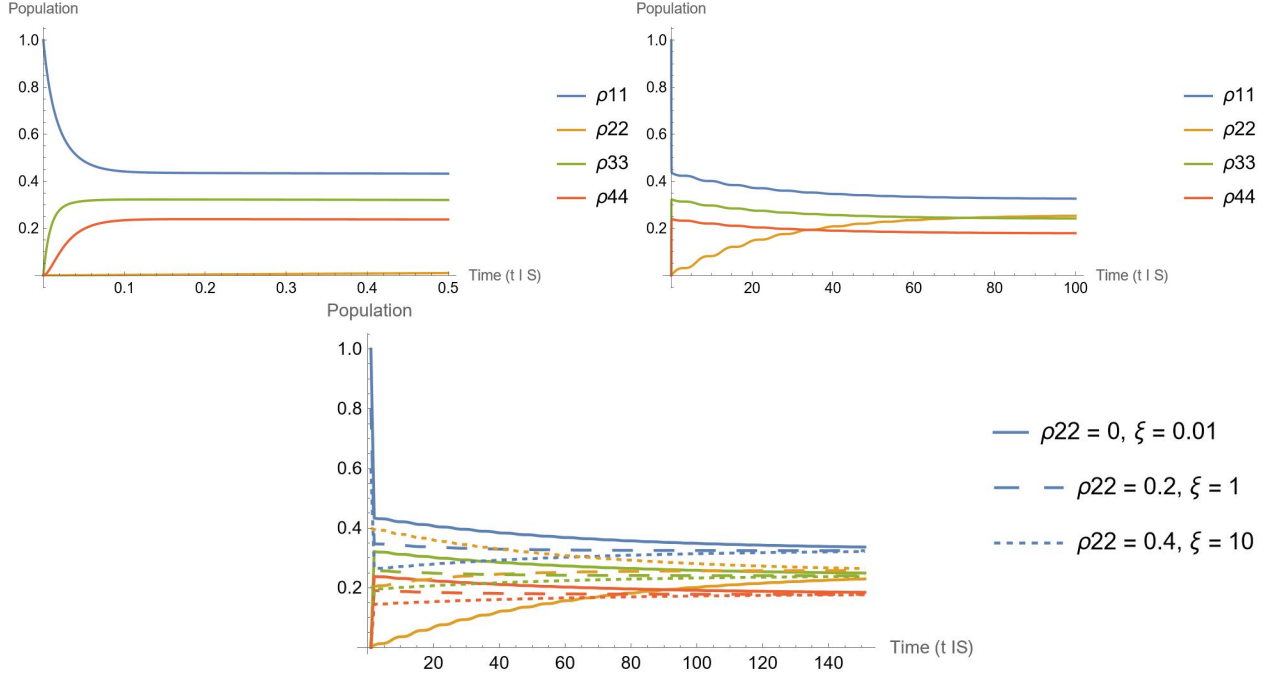 Population
1.0
0.8
0.6
0.4
0.2
0.1
0.2
0.3
0.4
0.5
Time (t I S)
ρ11
ρ22
ρ33
ρ44
Population
1.0
0.8
0.6
0.4
0.2
20
40
60
80
100
Time (t I S)
ρ11
ρ22
ρ33
ρ44
Population
1.0
0.8
0.6
0.4
0.2
20
40
60
80
100
120
140
Time (t IS)
ρ22 = 0, ξ = 0.01
ρ22 = 0.2, ξ = 1
ρ22 = 0.4, ξ = 10